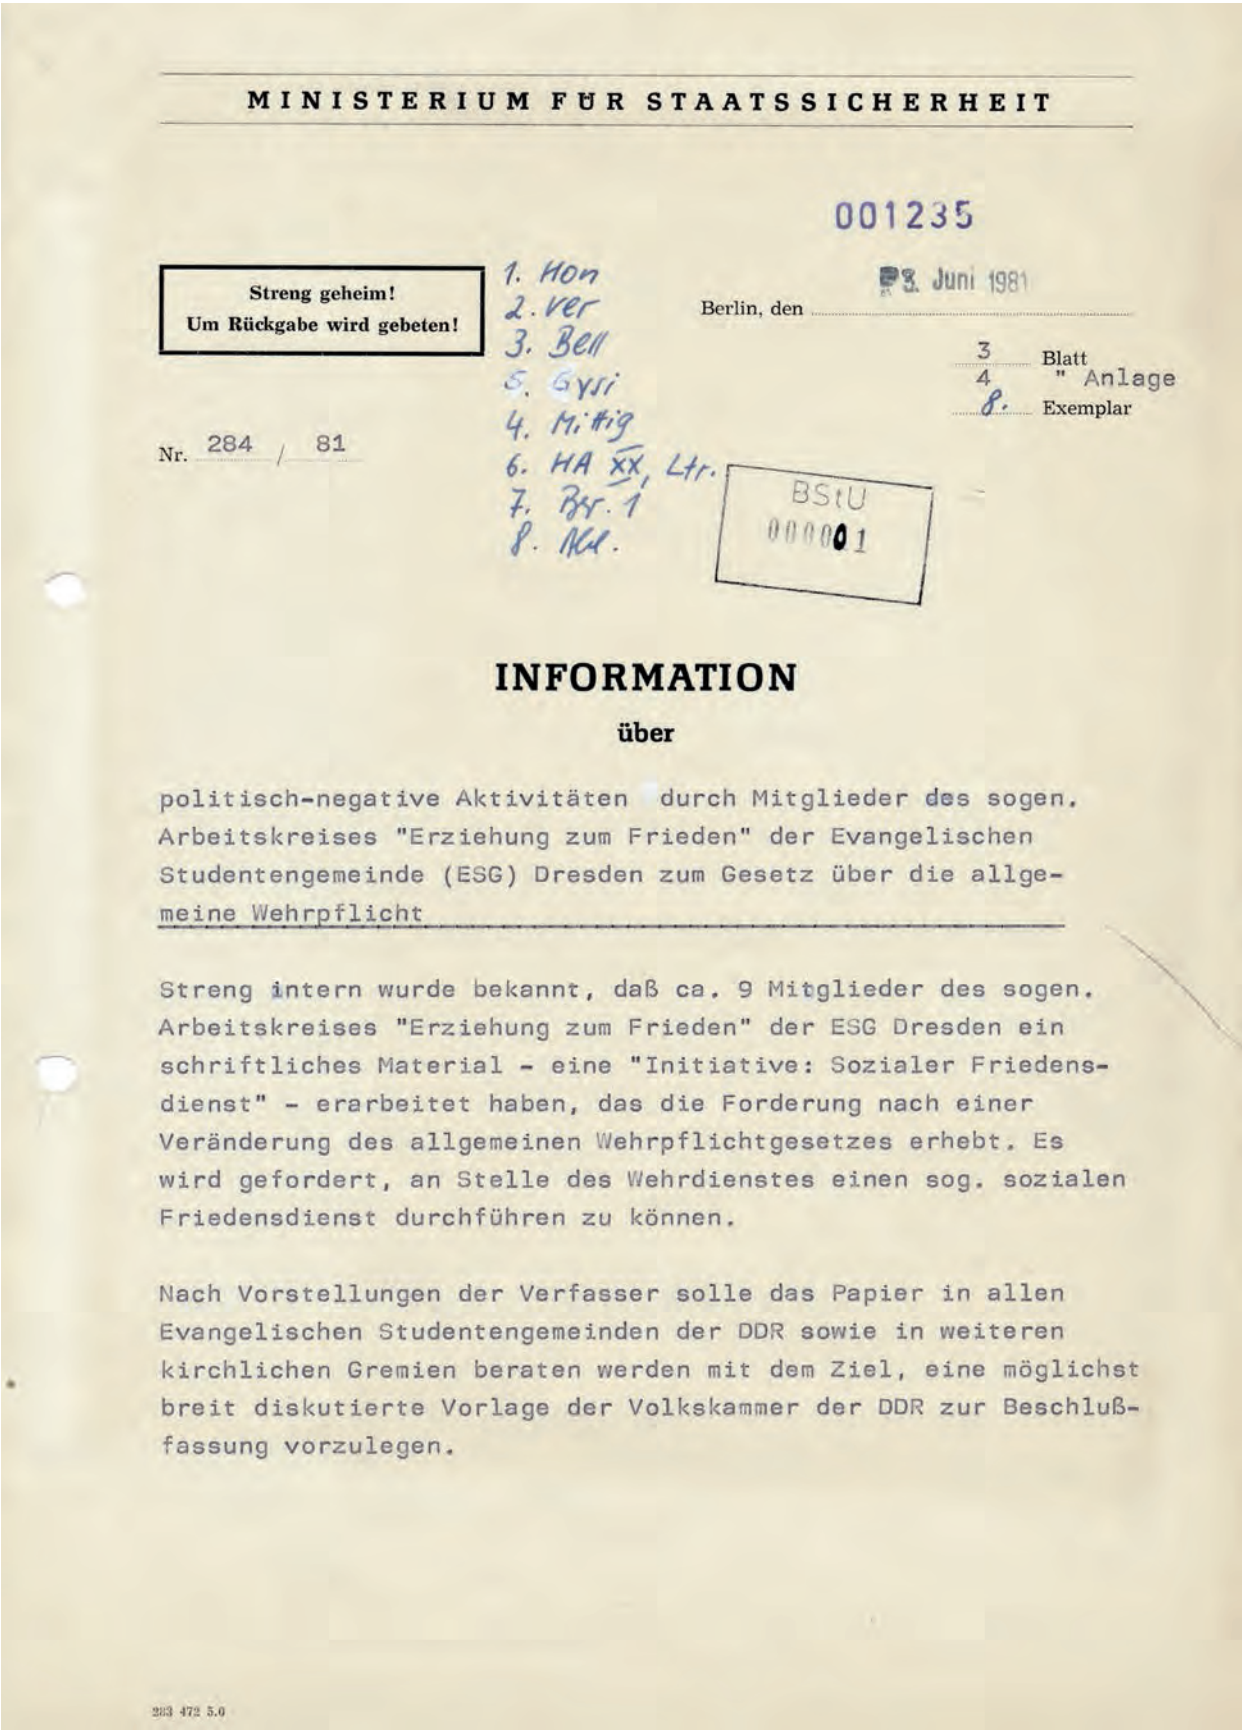 MINISTERIUM FÜR STAATSSICHERHEIT
001235
Streng geheim!
Um Rückgabe wird gebeten!
1. Hon
2. Ver
3. Bell
5. Gysi
4. Mittig
6. HA XX, Ltr.
7. Ber. 1
8. Abl.
3. Juni 1981
Berlin, den
3 Blatt
4 " Anlage
8. Exemplar
Nr. 284 / 81
BStU
000001
INFORMATION
über
politisch-negative Aktivitäten durch Mitglieder des sogen.
Arbeitskreises "Erziehung zum Frieden" der Evangelischen
Studentengemeinde (ESG) Dresden zum Gesetz über die allge-
meine Wehrpflicht
Streng intern wurde bekannt, daß ca. 9 Mitglieder des sogen.
Arbeitskreises "Erziehung zum Frieden" der ESG Dresden ein
schriftliches Material - eine "Initiative: Sozialer Friedens-
dienst" - erarbeitet haben, das die Forderung nach einer
Veränderung des allgemeinen Wehrpflichtgesetzes erhebt. Es
wird gefordert, an Stelle des Wehrdienstes einen sog. sozialen
Friedensdienst durchführen zu können.
Nach Vorstellungen der Verfasser solle das Papier in allen
Evangelischen Studentengemeinden der DDR sowie in weiteren
kirchlichen Gremien beraten werden mit dem Ziel, eine möglichst
breit diskutierte Vorlage der Volkskammer der DDR zur Beschluß-
fassung vorzulegen.
283 472 5.0